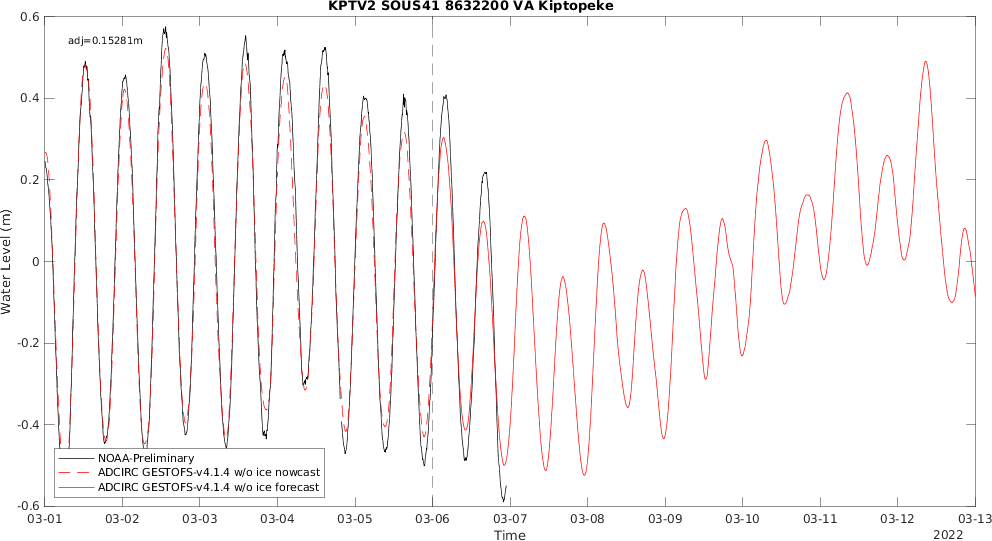 KPTV2 SOUS41 8632200 VA Kiptopeke
adj=0.15281m
0.6
0.4
0.2
0
-0.2
-0.4
-0.6
Water Level (m)
NOAA-Preliminary
ADCIRC GESTOFS-v4.1.4 w/o ice nowcast
ADCIRC GESTOFS-v4.1.4 w/o ice forecast
03-01 03-02 03-03 03-04 03-05 03-06 03-07 03-08 03-09 03-10 03-11 03-12 03-13
Time
2022